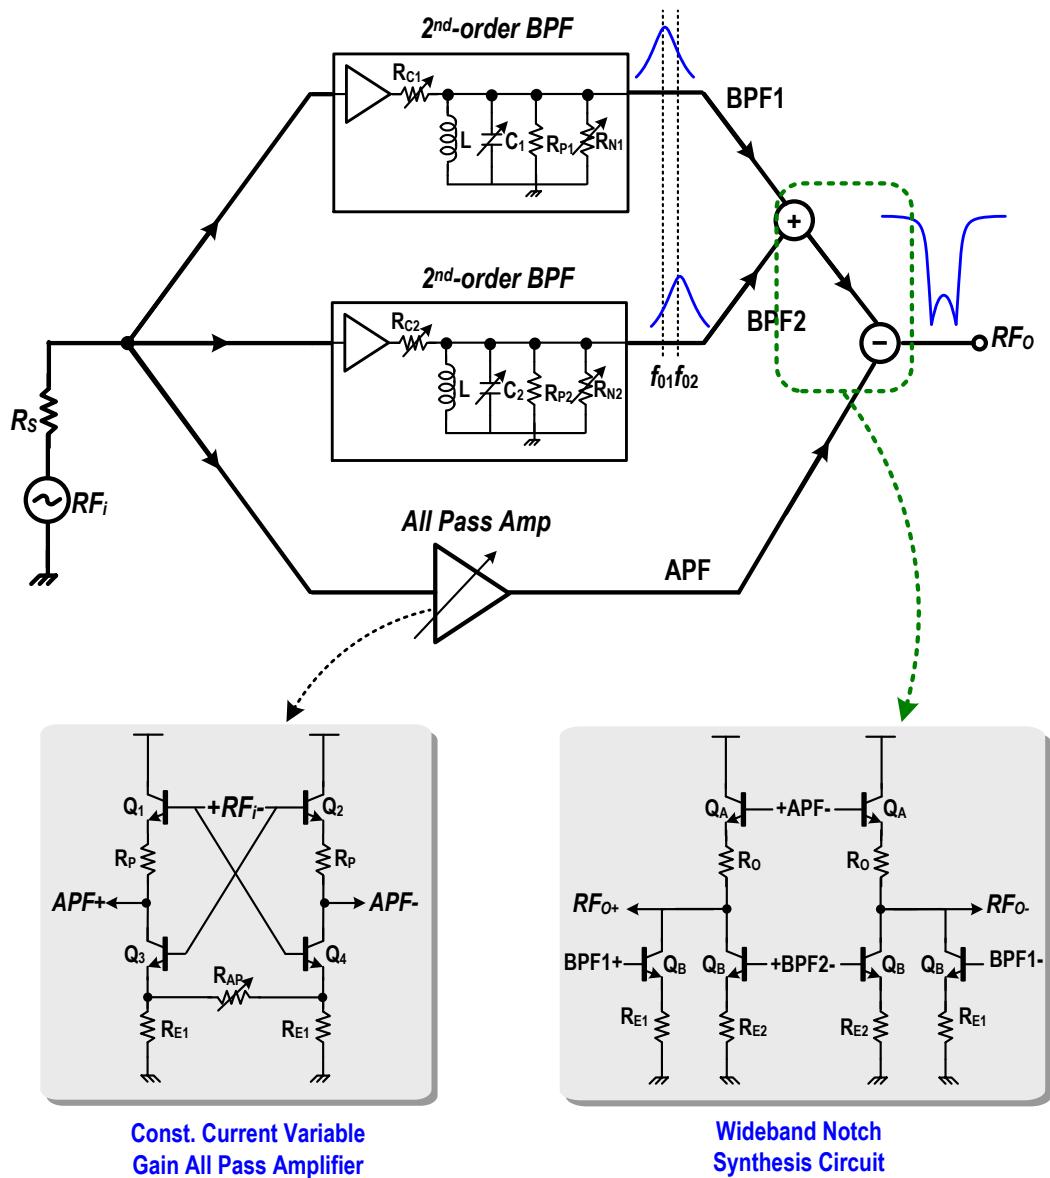 2nd-order BPF
RC1
L
C1
RP1
RN1
BPF1
+
2nd-order BPF
RC2
L
C2
RP2
RN2
BPF2
f01 f02
−
RFO
RS
RFi
All Pass Amp
APF
Q1
+RFi-
Q2
RP
RP
APF+
APF-
Q3
Q4
RAP
RE1
RE1
QA
+APF-
QA
RO
RO
RFO+
RFO-
BPF1+
QB
QB
+BPF2-
QB
QB
BPF1-
RE1
RE2
RE2
RE1
Const. Current Variable
Gain All Pass Amplifier
Wideband Notch
Synthesis Circuit